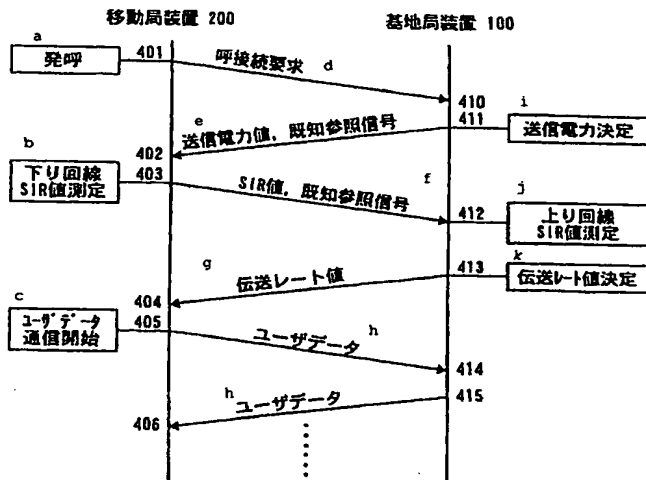 移動局装置 200
基地局装置 100
a
発呼
401
呼接続要求
d
410
e
送信電力値，既知参照信号
411
i
送信電力決定
b
下り回線
SIR値測定
402
403
SIR値，既知参照信号
f
412
j
上り回線
SIR値測定
g
伝送レート値
413
k
伝送ﾚｰﾄ値決定
c
ﾕｰｻﾞﾃﾞｰﾀ
通信開始
404
405
ユーザデータ
h
414
h
ユーザデータ
415
406